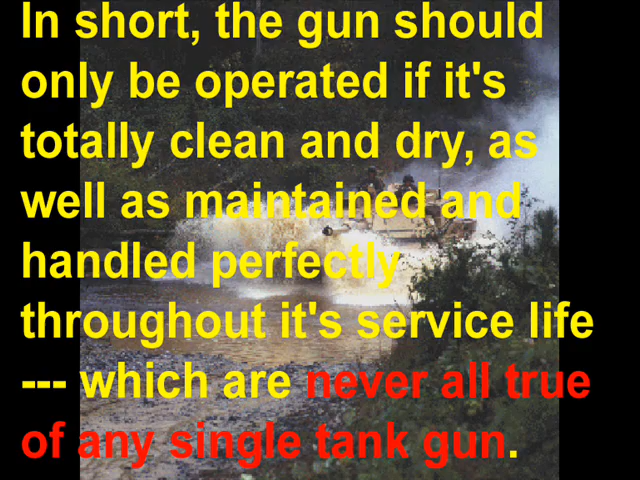 In short, the gun should
only be operated if it's
totally clean and dry, as
well as maintained and
handled perfectly
throughout it's service life
--- which are never all true
of any single tank gun.